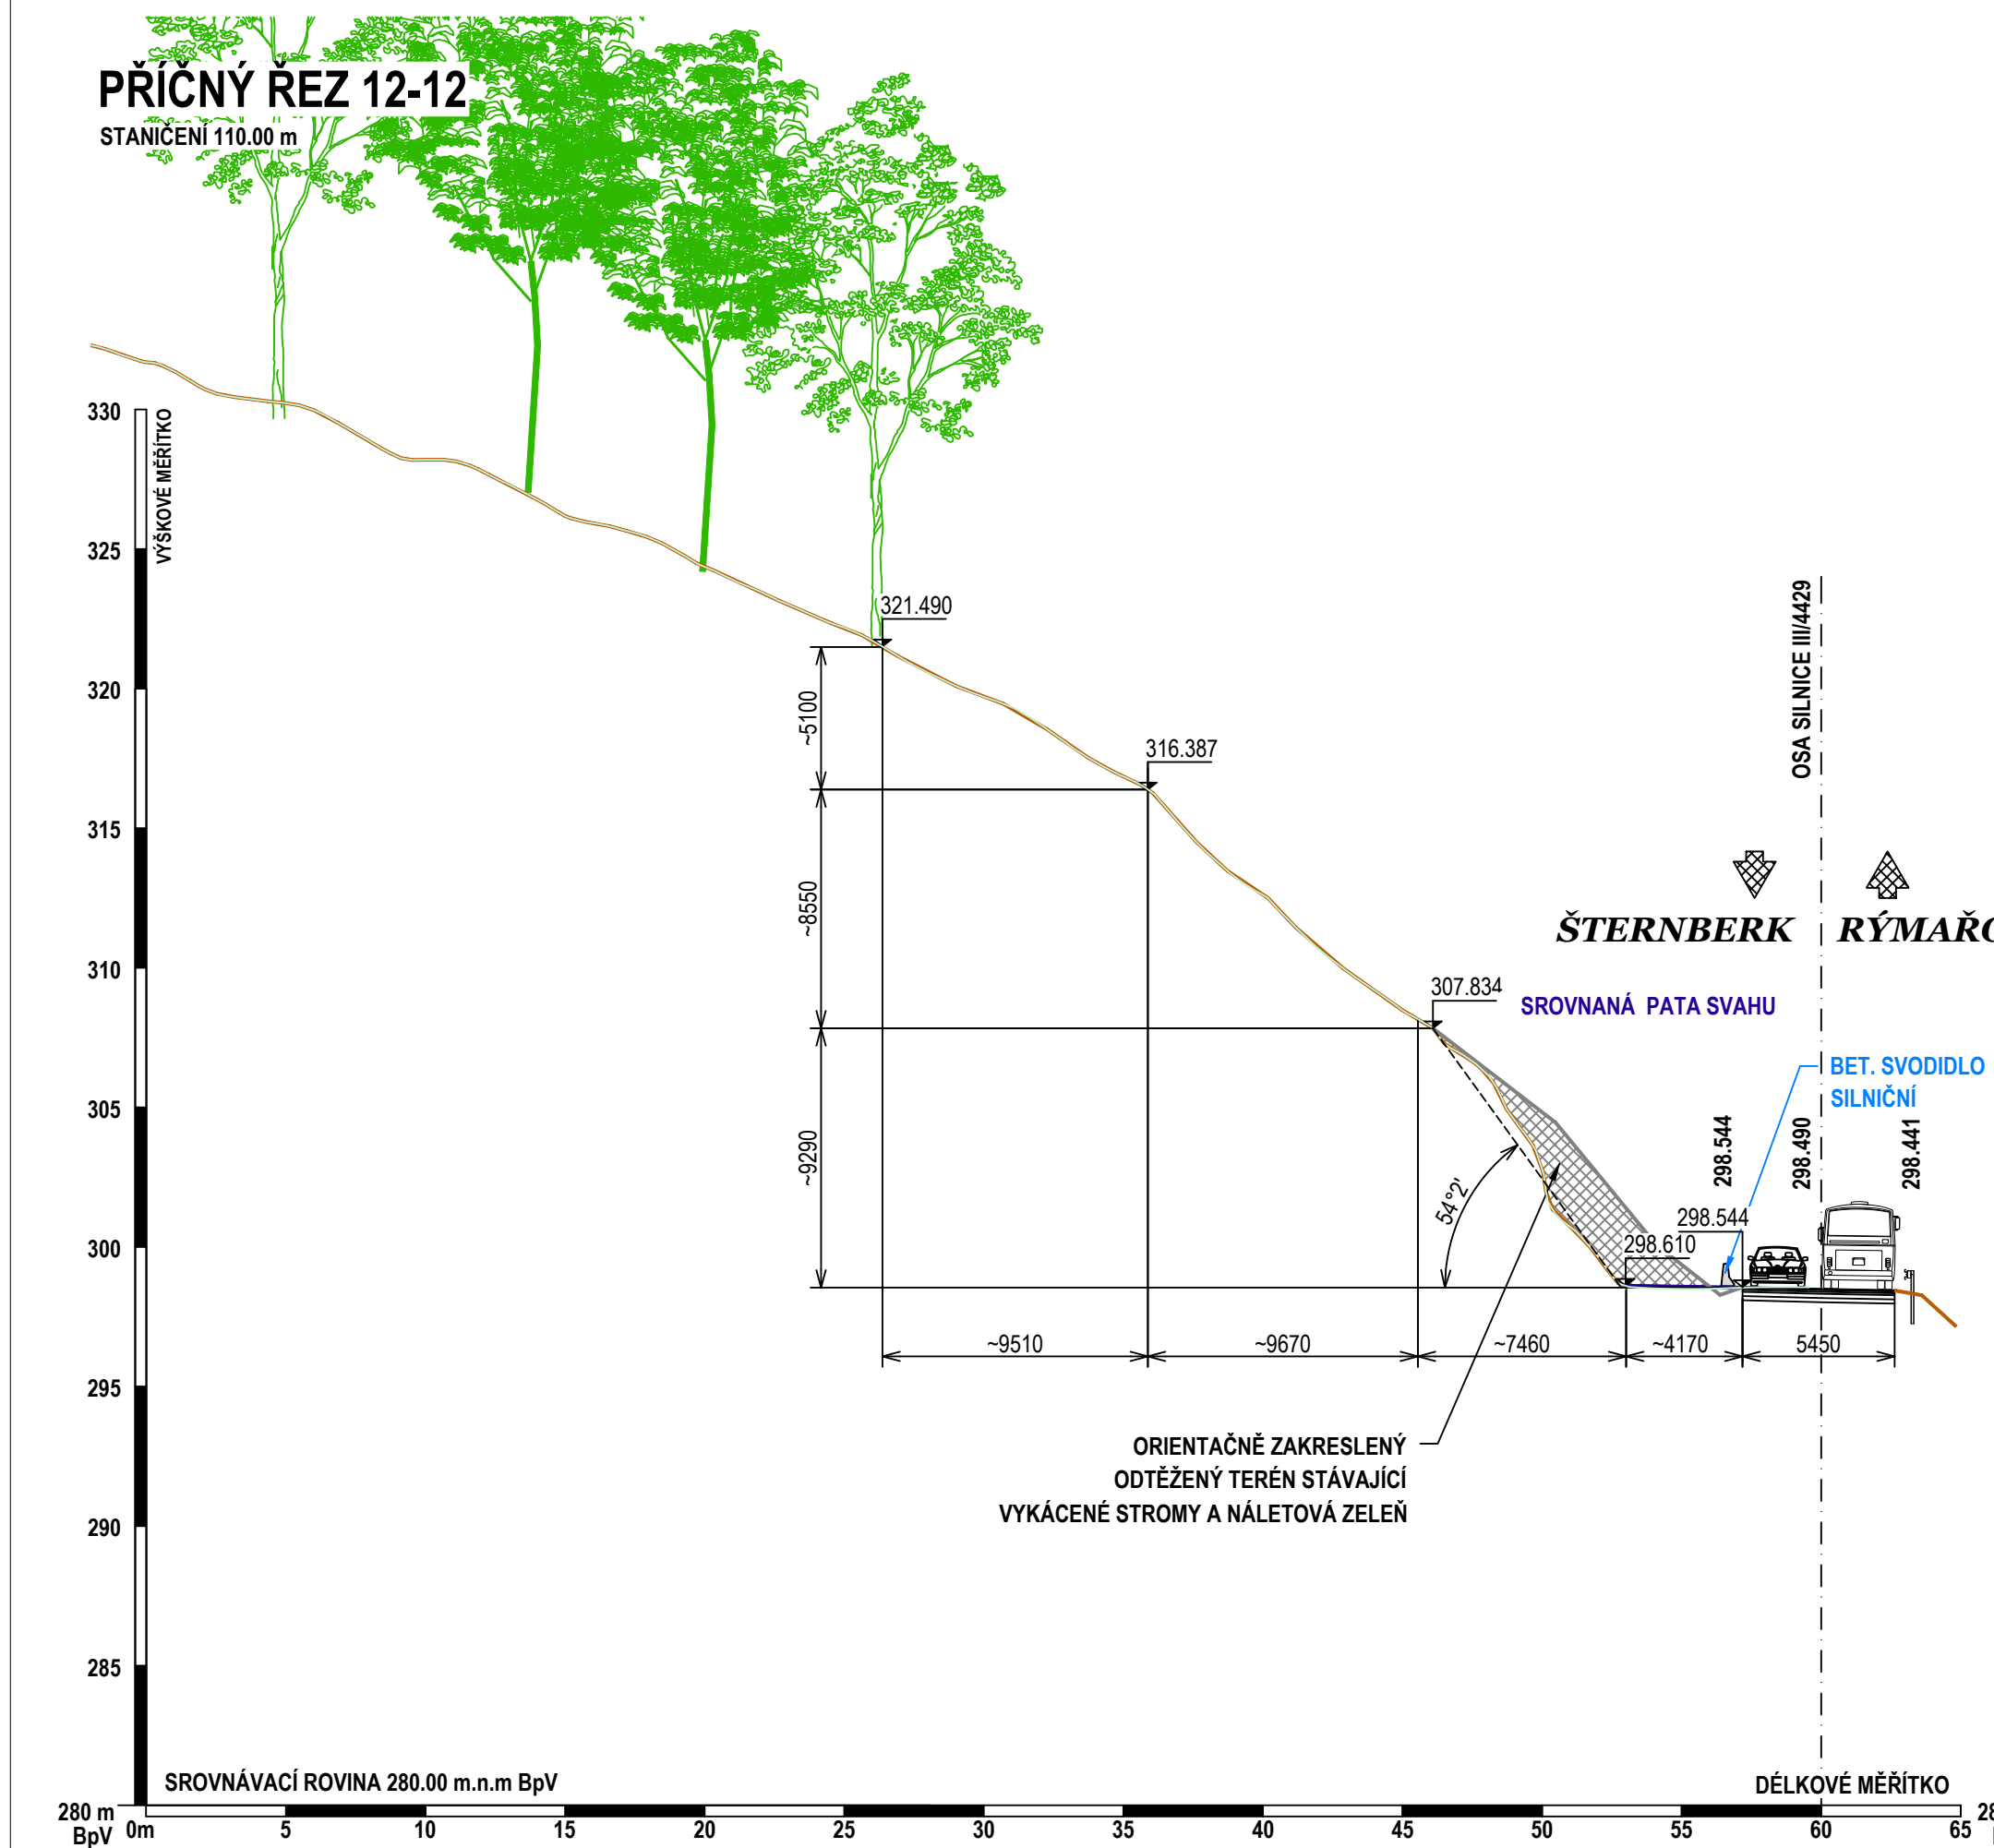 PŘÍČNÝ ŘEZ 12-12
STANIČENÍ 110.00 m
330
VÝŠKOVÉ MĚŘÍTKO
325
320
315
310
305
300
295
290
285
280 m
BpV
321.490
316.387
307.834
~5100
~8550
~9290
OSA SILNICE III/4429
ŠTERNBERK
SROVNANÁ PATA SVAHU
BET. SVODIDLO
SILNIČNÍ
298.544
298.490
298.441
298.544
298.610
54°2'
~9510
~9670
~7460
~4170
5450
ORIENTAČNĚ ZAKRESLENÝ
ODTĚŽENÝ TERÉN STÁVAJÍCÍ
VYKÁCENÉ STROMY A NÁLETOVÁ ZELEŇ
SROVNÁVACÍ ROVINA 280.00 m.n.m BpV
DÉLKOVÉ MĚŘÍTKO
0m
5
10
15
20
25
30
35
40
45
50
55
60
65